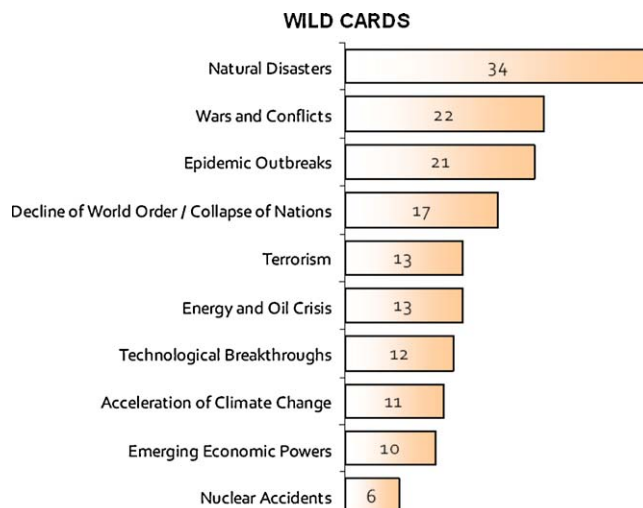 WILD CARDS
Natural Disasters 34
Wars and Conflicts 22
Epidemic Outbreaks 21
Decline of World Order / Collapse of Nations 17
Terrorism 13
Energy and Oil Crisis 13
Technological Breakthroughs 12
Acceleration of Climate Change 11
Emerging Economic Powers 10
Nuclear Accidents 6